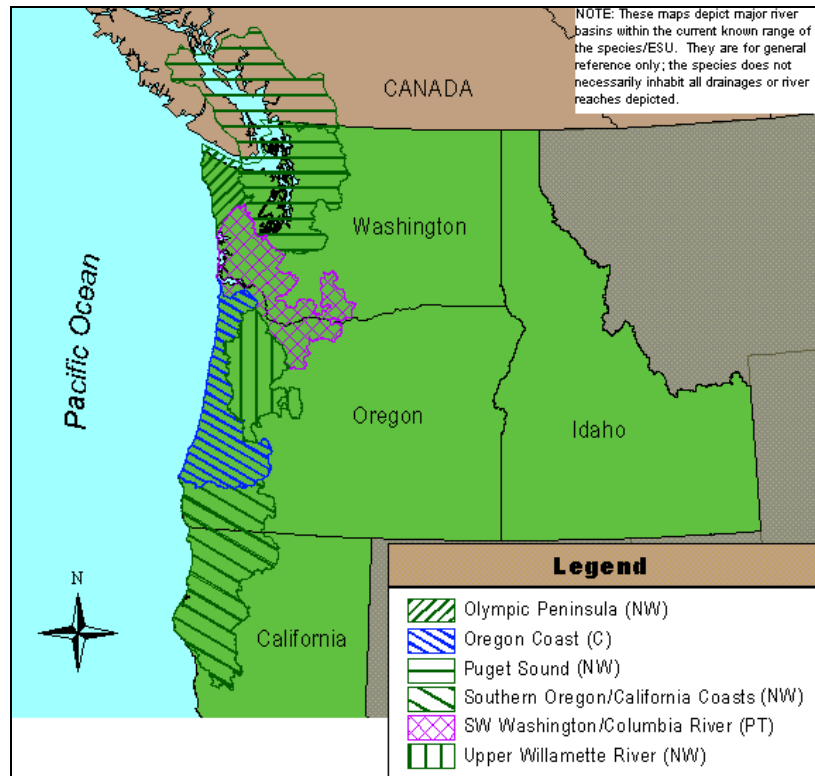 NOTE: These maps depict major river
basins within the current known range of
the species/ESU. They are for general
reference only; the species does not
necessarily inhabit all drainages or river
reaches depicted.
CANADA
Washington
Pacific Ocean
Oregon
Idaho
N
California
Legend
Olympic Peninsula (NW)
Oregon Coast (C)
Puget Sound (NW)
Southern Oregon/California Coasts (NW)
SW Washington/Columbia River (PT)
Upper Willamette River (NW)